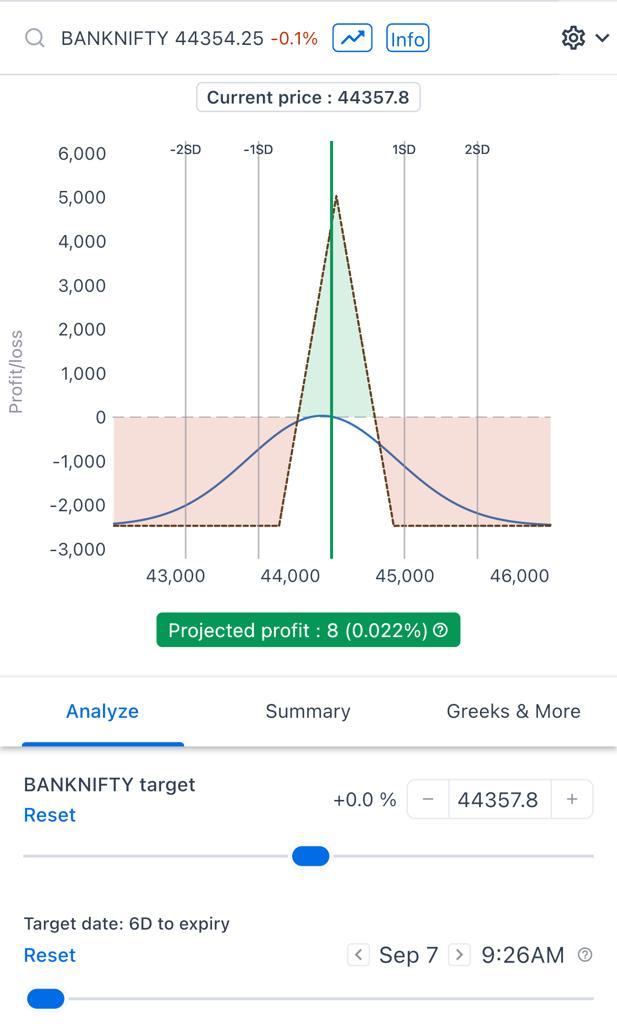 BANKNIFTY 44354.25 -0.1% Info
Current price : 44357.8
-2SD -1SD 1SD 2SD
6,000
5,000
4,000
3,000
2,000
1,000
0
-1,000
-2,000
-3,000
Profit/loss
43,000 44,000 45,000 46,000
Projected profit : 8 (0.022%) ?
Analyze Summary Greeks & More
BANKNIFTY target
Reset
+0.0 % − 44357.8 +
Target date: 6D to expiry
Reset
< Sep 7 > 9:26AM ?